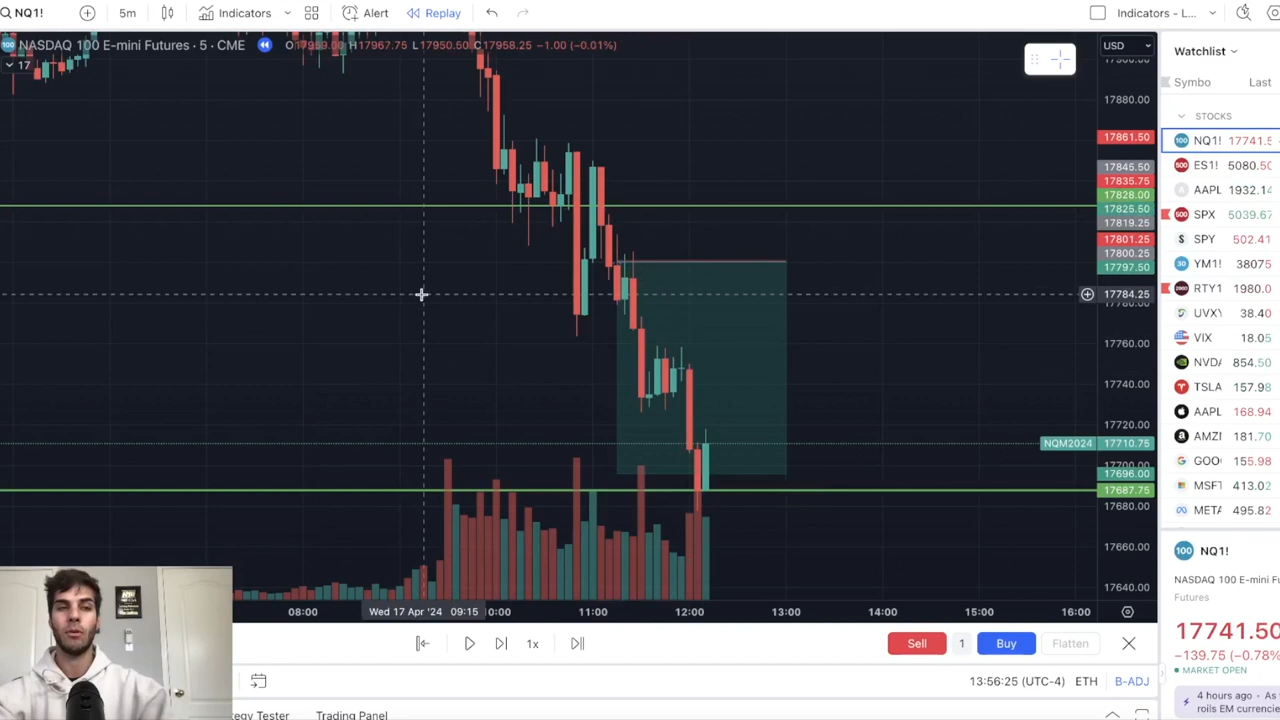 NQ1!
5m
Indicators
Alert
Replay
Indicators - L...
NASDAQ 100 E-mini Futures · 5 · CME
O17959.00 H17967.75 L17950.50 C17958.25 −1.00 (−0.01%)
17
USD
17900.00
17880.00
17861.50
17845.50
17835.75
17828.00
17825.50
17819.25
17801.25
17800.25
17797.50
17784.25
17780.00
17760.00
17740.00
17720.00
NQM2024 17710.75
17700.00
17696.00
17687.75
17680.00
17660.00
17640.00
08:00
Wed 17 Apr '24 09:15
0:00
11:00
12:00
13:00
14:00
15:00
16:00
1x
Sell
1
Buy
Flatten
13:56:25 (UTC-4)
ETH
B-ADJ
egy Tester
Trading Panel
Watchlist
Symbo Last
STOCKS
NQ1! 17741.5
ES1! 5080.50
AAPL 1932.14
SPX 5039.67
SPY 502.41
YM1! 38075
RTY1 1980.0
UVXY 38.40
VIX 18.05
NVDA 854.50
TSLA 157.98
AAPL 168.94
AMZI 181.70
GOO 155.98
MSFT 413.02
META 495.82
NQ1!
NASDAQ 100 E-mini Fu
Futures
17741.50
−139.75 (−0.78%
MARKET OPEN
4 hours ago · As
roils EM currencie